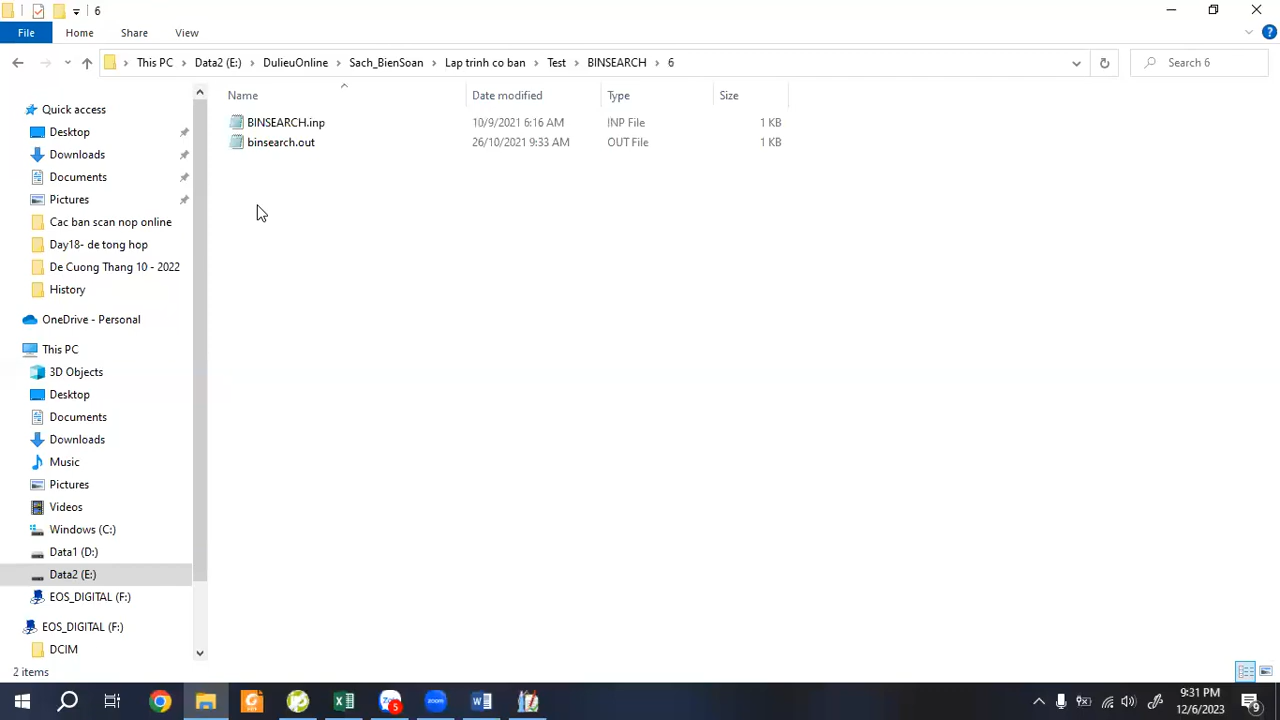 6
File
Home
Share
View
This PC
Data2 (E:)
DulieuOnline
Sach_BienSoan
Lap trinh co ban
Test
BINSEARCH
6
Search 6
Name
Date modified
Type
Size
BINSEARCH.inp
10/9/2021 6:16 AM
INP File
1 KB
binsearch.out
26/10/2021 9:33 AM
OUT File
1 KB
Quick access
Desktop
Downloads
Documents
Pictures
Cac ban scan nop online
Day18- de tong hop
De Cuong Thang 10 - 2022
History
OneDrive - Personal
This PC
3D Objects
Desktop
Documents
Downloads
Music
Pictures
Videos
Windows (C:)
Data1 (D:)
Data2 (E:)
EOS_DIGITAL (F:)
EOS_DIGITAL (F:)
DCIM
2 items
5
zoom
9:31 PM
12/6/2023
9